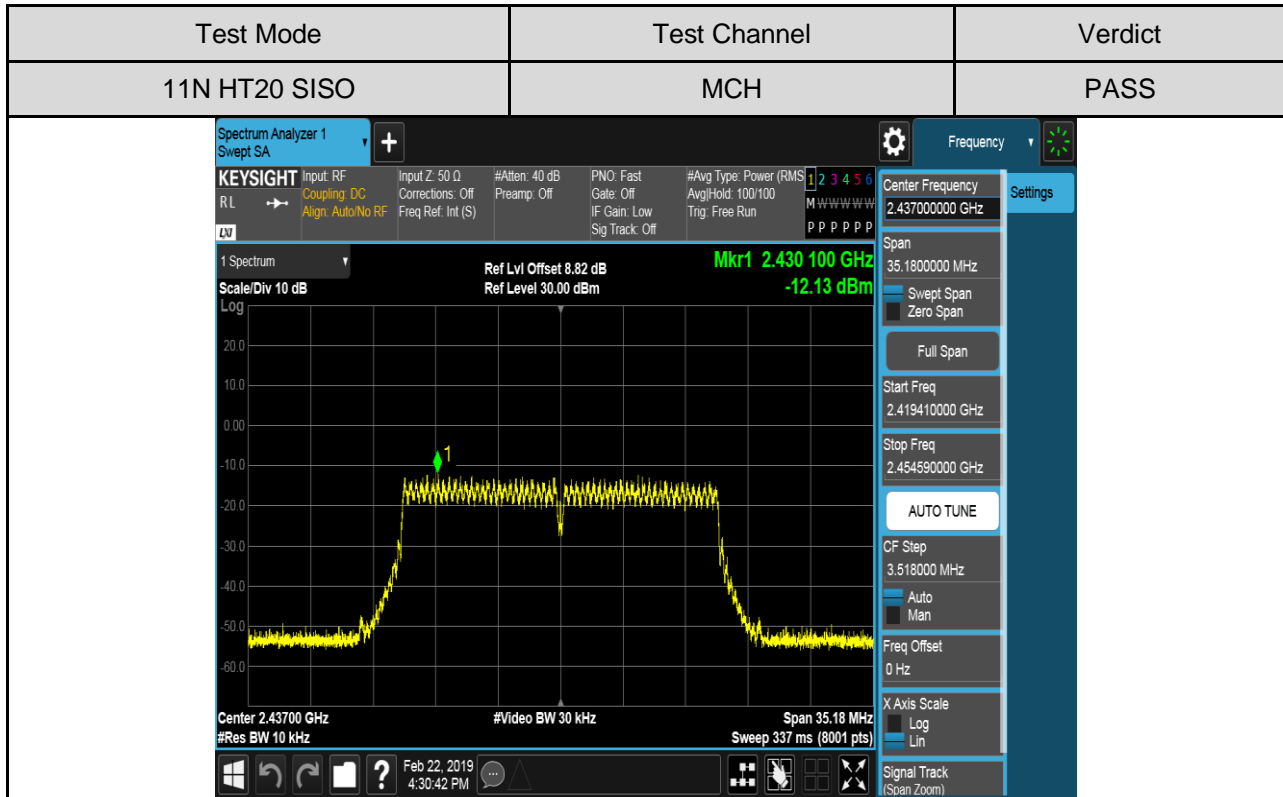 Test Mode Test Channel Verdict
11N HT20 SISO MCH PASS
Spectrum Analyzer 1
Swept SA
+
Frequency
KEYSIGHT
RL
LXI
Input: RF
Coupling: DC
Align: Auto/No RF
Input Z: 50 Ω
Corrections: Off
Freq Ref: Int (S)
#Atten: 40 dB
Preamp: Off
PNO: Fast
Gate: Off
IF Gain: Low
Sig Track: Off
#Avg Type: Power (RMS
Avg|Hold: 100/100
Trig: Free Run
1 2 3 4 5 6
M W W W W W
P P P P P P
1 Spectrum
Scale/Div 10 dB
Ref Lvl Offset 8.82 dB
Ref Level 30.00 dBm
Mkr1 2.430 100 GHz
-12.13 dBm
Log
20.0
10.0
0.00
-10.0
-20.0
-30.0
-40.0
-50.0
-60.0
1
Center 2.43700 GHz
#Res BW 10 kHz
#Video BW 30 kHz
Span 35.18 MHz
Sweep 337 ms (8001 pts)
Center Frequency
2.437000000 GHz
Settings
Span
35.1800000 MHz
Swept Span
Zero Span
Full Span
Start Freq
2.419410000 GHz
Stop Freq
2.454590000 GHz
AUTO TUNE
CF Step
3.518000 MHz
Auto
Man
Freq Offset
0 Hz
X Axis Scale
Log
Lin
Signal Track
(Span Zoom)
?
Feb 22, 2019
4:30:42 PM